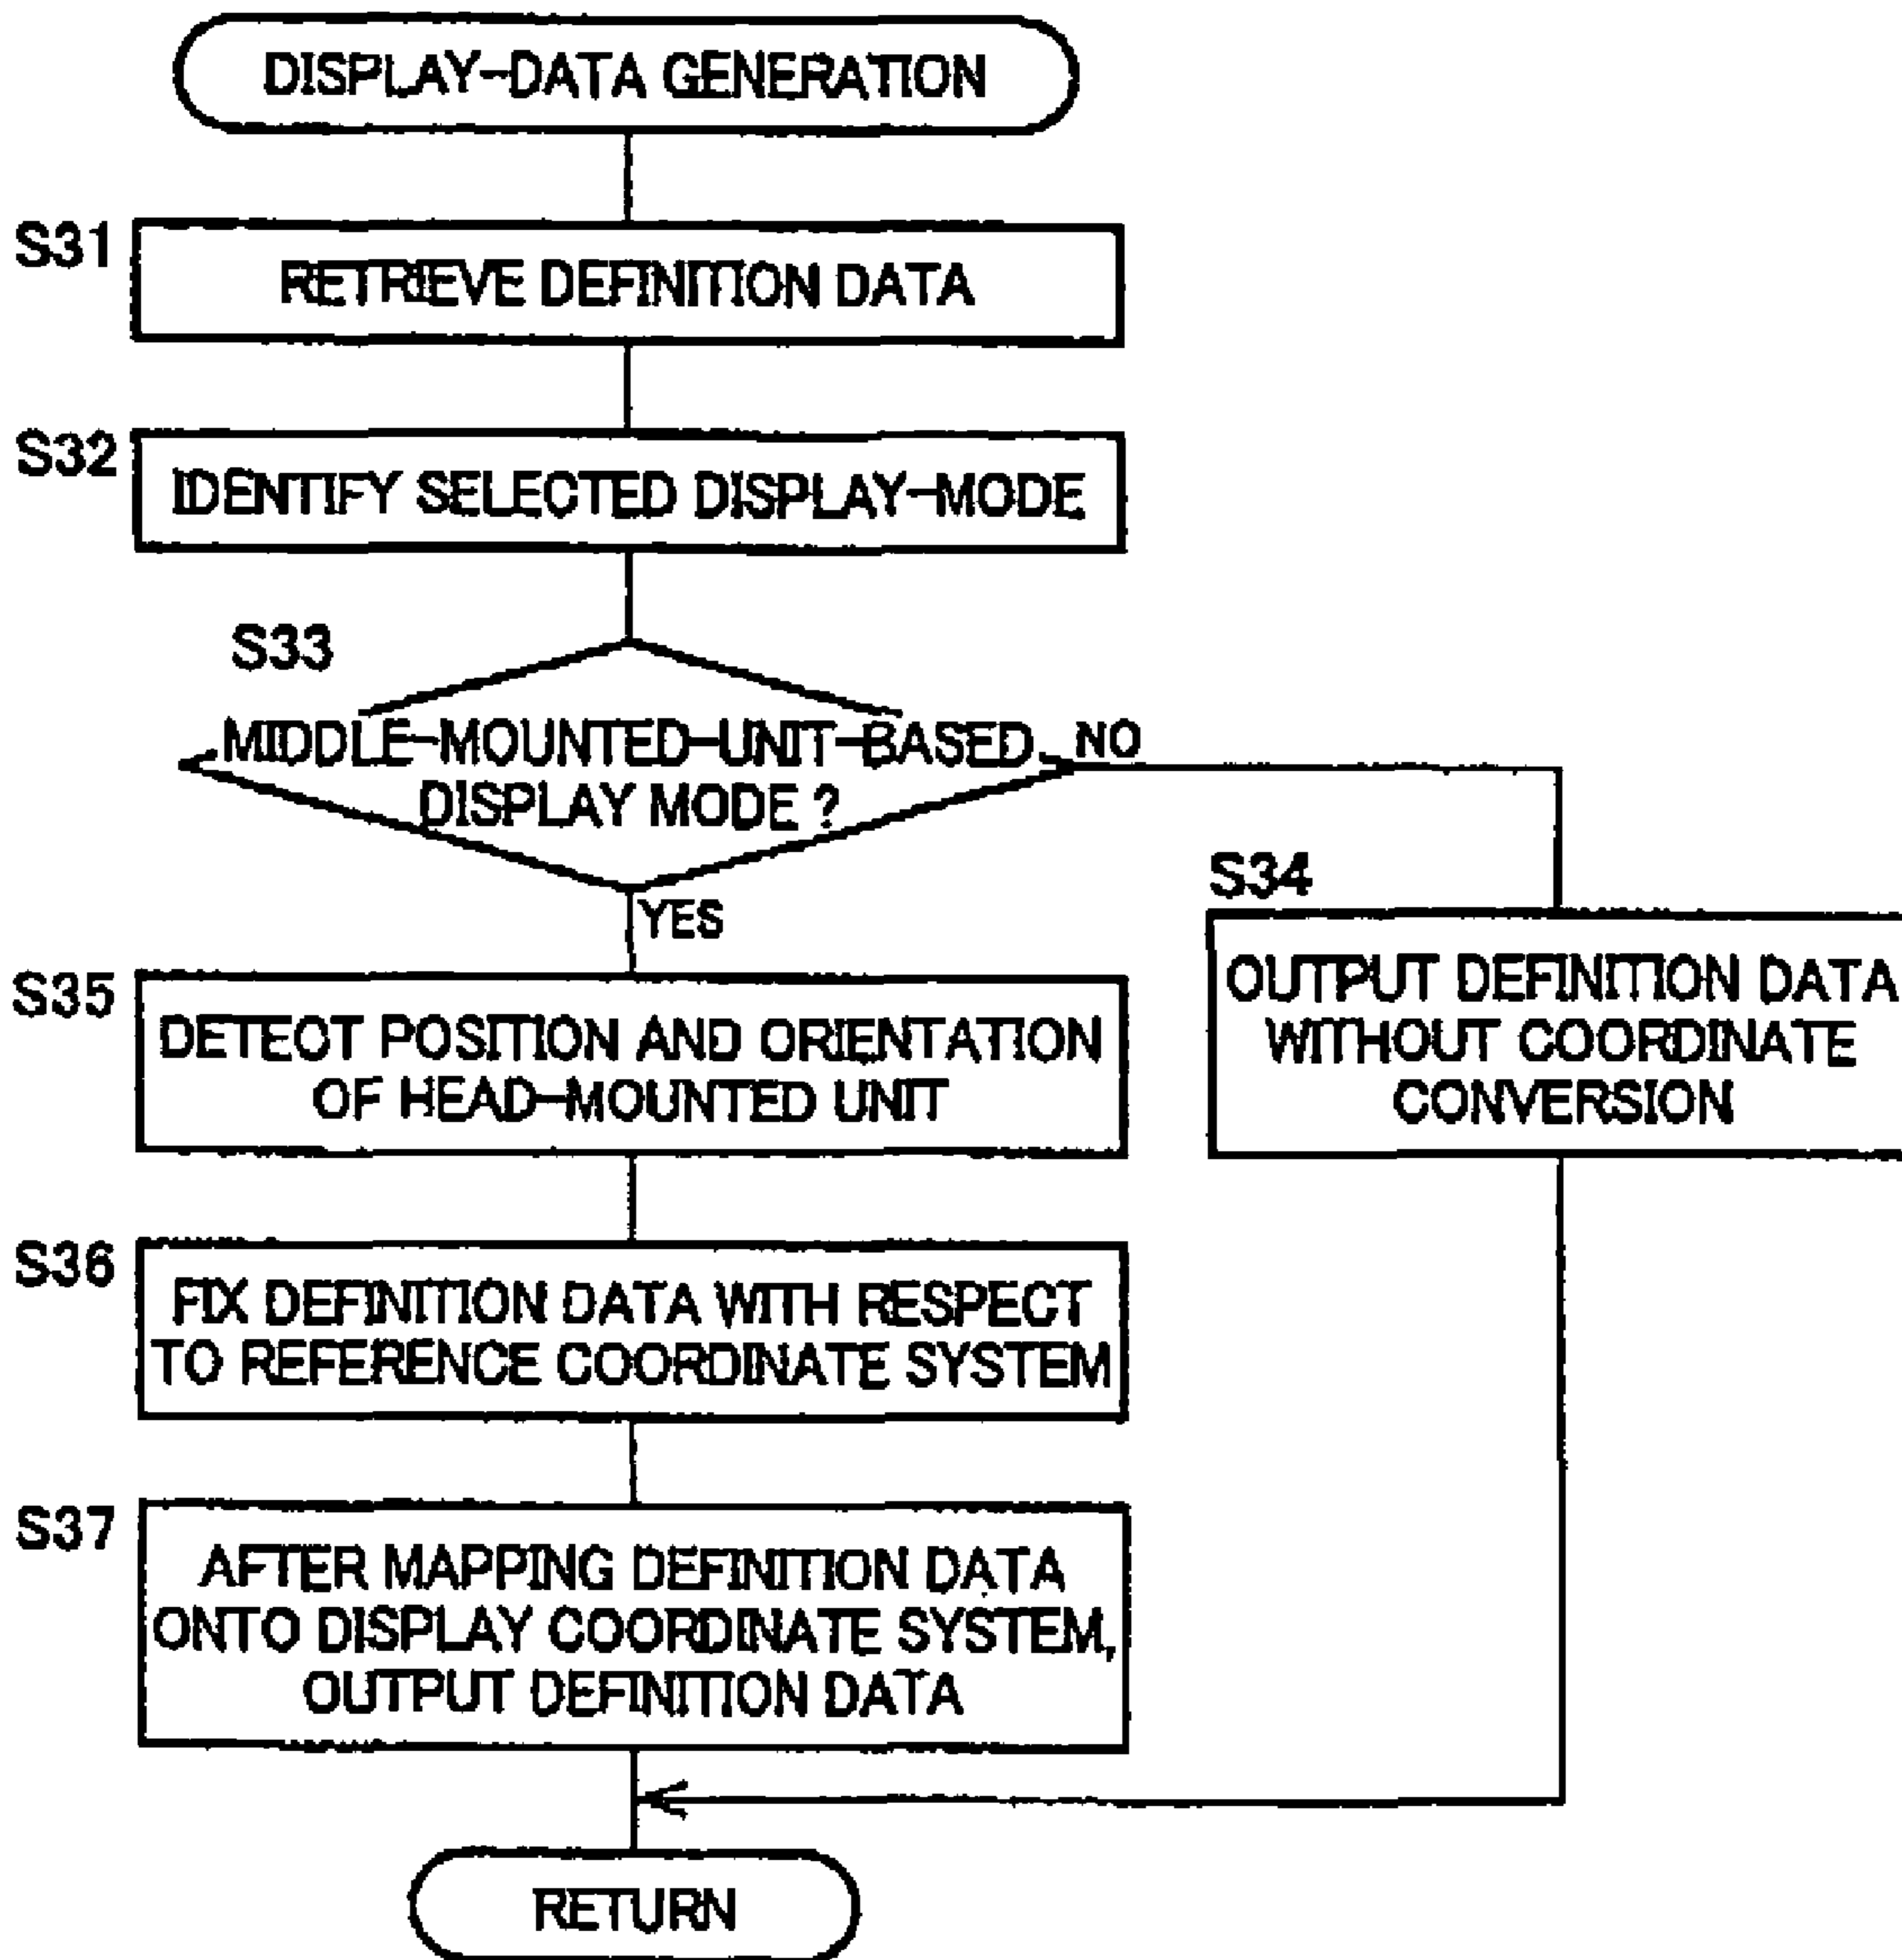 DISPLAY-DATA GENERATION
S31
RETRIEVE DEFINITION DATA
S32
IDENTIFY SELECTED DISPLAY-MODE
S33
MIDDLE-MOUNTED-UNIT-BASED
DISPLAY MODE ?
NO
YES
S34
OUTPUT DEFINITION DATA
WITHOUT COORDINATE
CONVERSION
S35
DETECT POSITION AND ORIENTATION
OF HEAD-MOUNTED UNIT
S36
FIX DEFINITION DATA WITH RESPECT
TO REFERENCE COORDINATE SYSTEM
S37
AFTER MAPPING DEFINITION DATA
ONTO DISPLAY COORDINATE SYSTEM,
OUTPUT DEFINITION DATA
RETURN